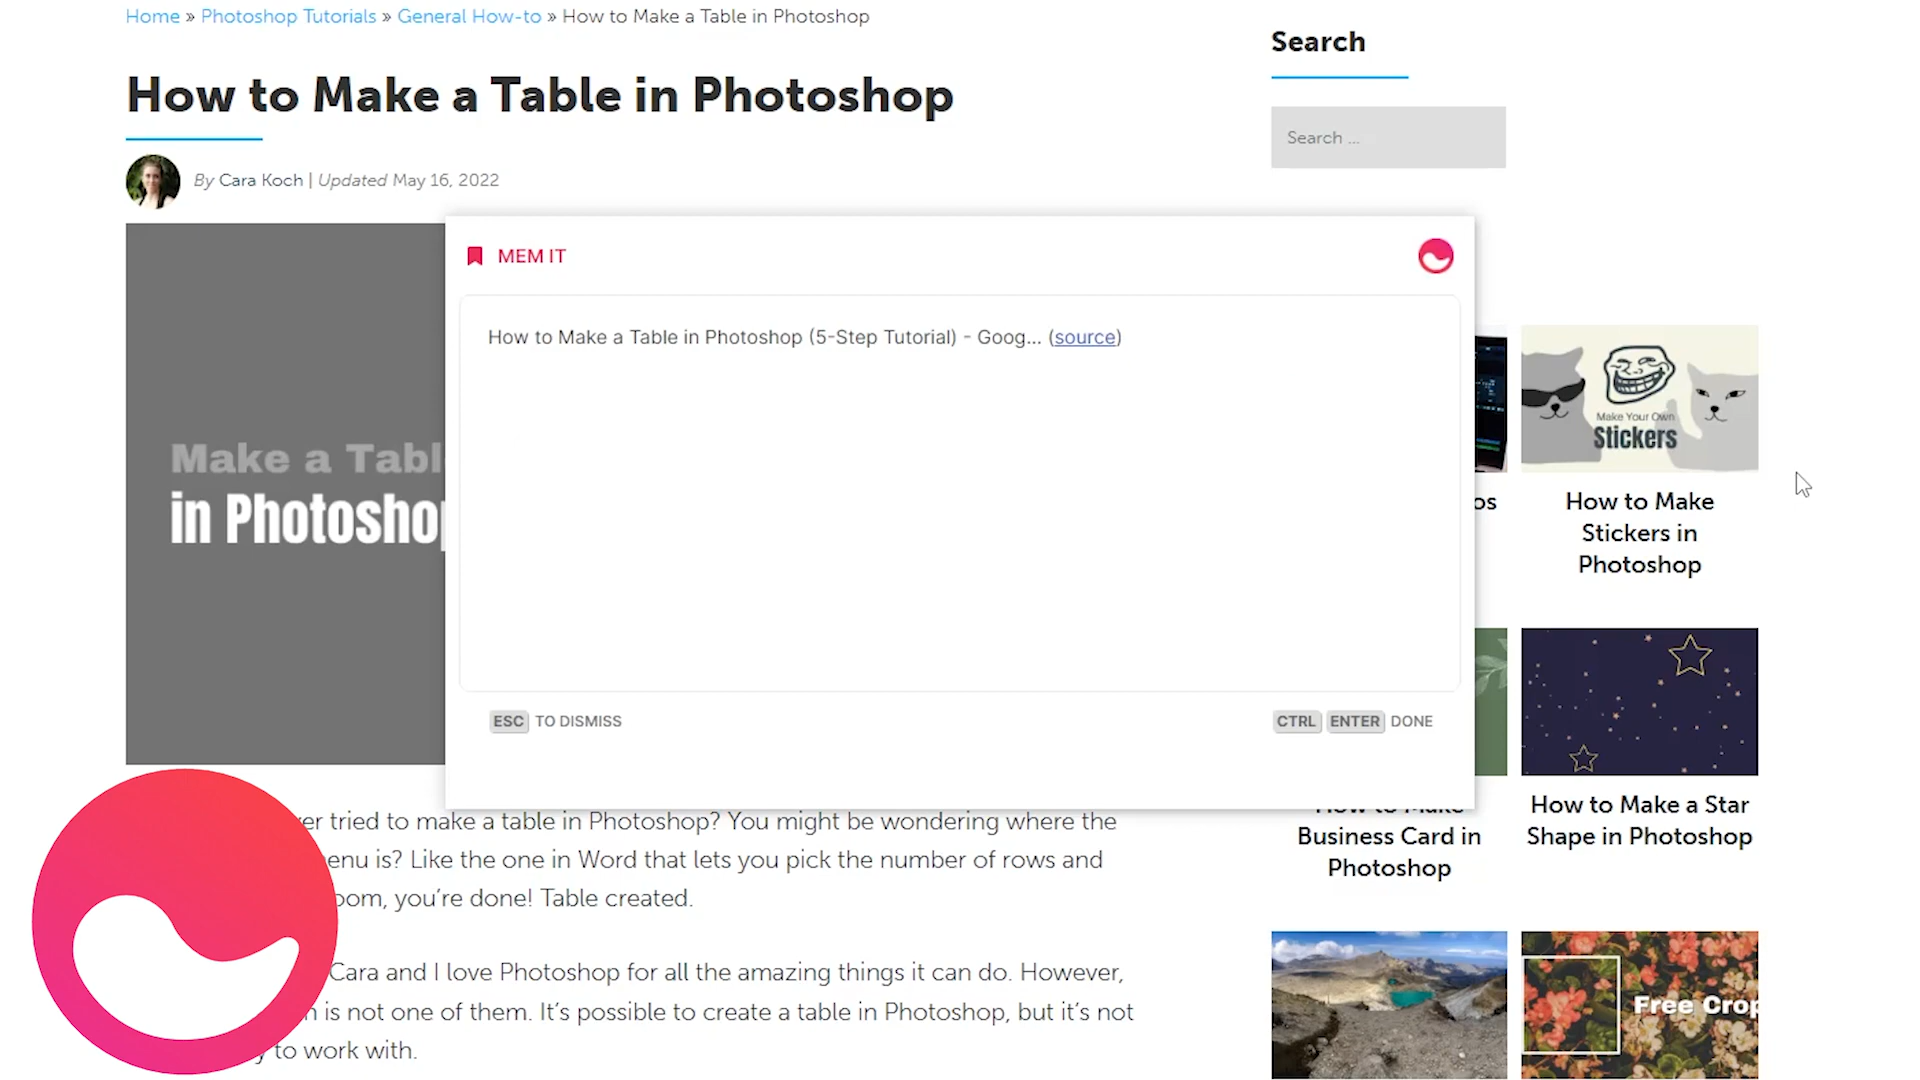 Home » Photoshop Tutorials » General How-to » How to Make a Table in Photoshop
How to Make a Table in Photoshop
By Cara Koch | Updated May 16, 2022
Search
Search ...
Make a Tabl
in Photoshop
MEM IT
How to Make a Table in Photoshop (5-Step Tutorial) - Goog... (source)
ESC TO DISMISS
CTRL ENTER DONE
Make Your Own
Stickers
os
How to Make
Stickers in
Photoshop
How to Make
Business Card in
Photoshop
How to Make a Star
Shape in Photoshop
er tried to make a table in Photoshop? You might be wondering where the
enu is? Like the one in Word that lets you pick the number of rows and
oom, you’re done! Table created.
Cara and I love Photoshop for all the amazing things it can do. However,
is not one of them. It’s possible to create a table in Photoshop, but it’s not
y to work with.
Free Crop